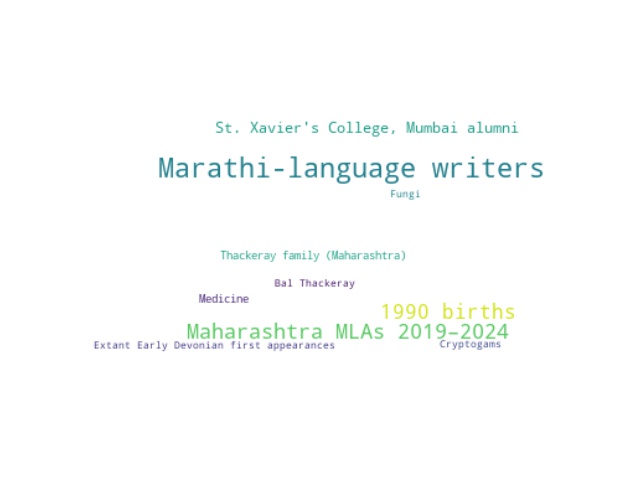 St. Xavier's College, Mumbai alumni
Marathi-language writers
Fungi
Thackeray family (Maharashtra)
Bal Thackeray
Medicine
1990 births
Maharashtra MLAs 2019–2024
Extant Early Devonian first appearances
Cryptogams